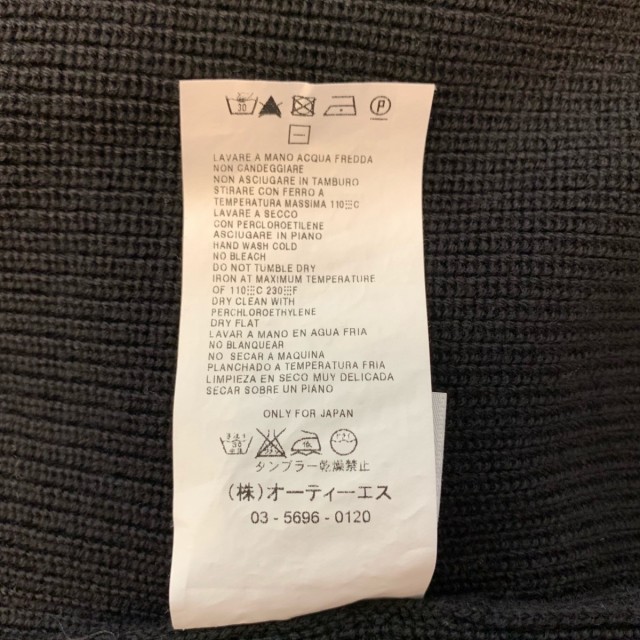 30 P
LAVARE A MANO ACQUA FREDDA
NON CANDEGGIARE
NON ASCIUGARE IN TAMBURO
STIRARE CON FERRO A
TEMPERATURA MASSIMA 110 C
LAVARE A SECCO
CON PERCLOROETILENE
ASCIUGARE IN PIANO
HAND WASH COLD
NO BLEACH
DO NOT TUMBLE DRY
IRON AT MAXIMUM TEMPERATURE
OF 110 C 230 F
DRY CLEAN WITH
PERCHLOROETHYLENE
DRY FLAT
LAVAR A MANO EN AGUA FRIA
NO BLANQUEAR
NO SECAR A MAQUINA
PLANCHADO A TEMPERATURA FRIA
LIMPIEZA EN SECO MUY DELICADA
SECAR SOBRE UN PIANO
ONLY FOR JAPAN
タンブラー乾燥禁止
(株)オーティーエス
03 - 5696 - 0120